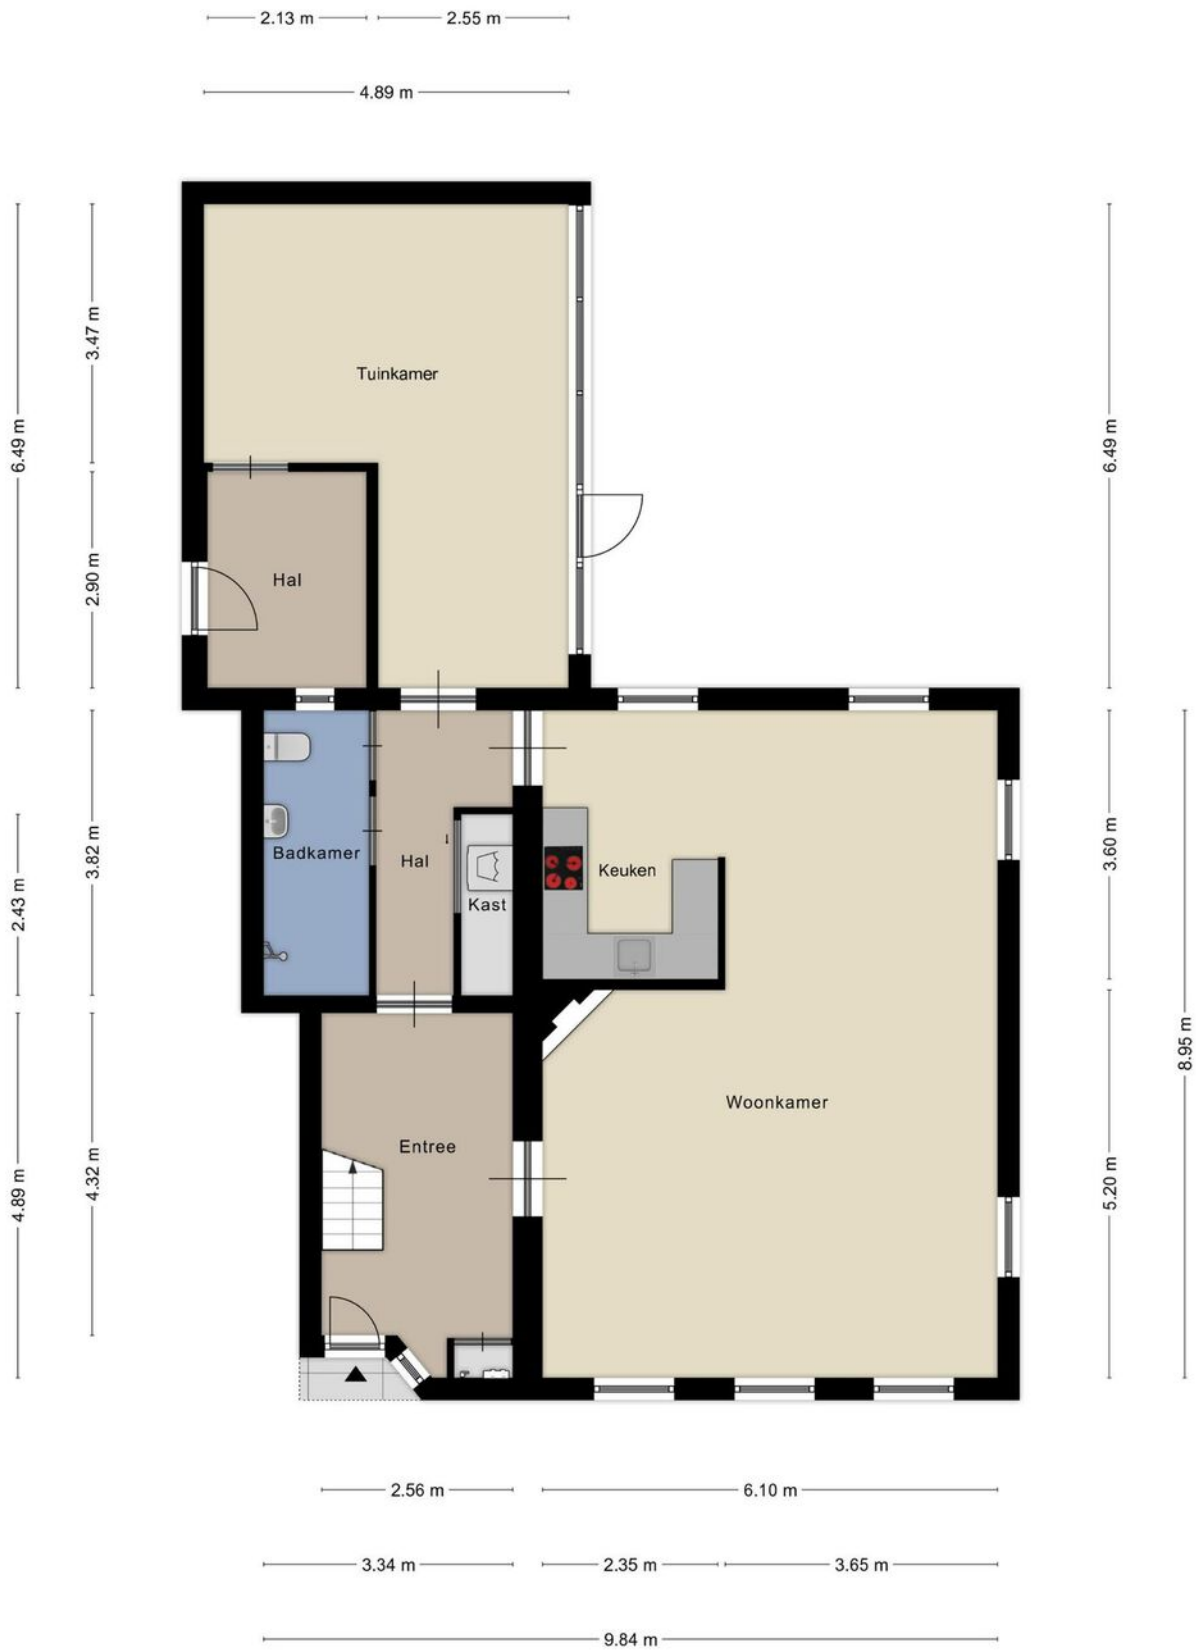 2.13 m
2.55 m
4.89 m
6.49 m
3.47 m
2.90 m
6.49 m
Tuinkamer
Hal
Badkamer
Hal
Kast
Keuken
3.82 m
2.43 m
3.60 m
8.95 m
Woonkamer
Entree
4.89 m
4.32 m
5.20 m
2.56 m
6.10 m
3.34 m
2.35 m
3.65 m
9.84 m